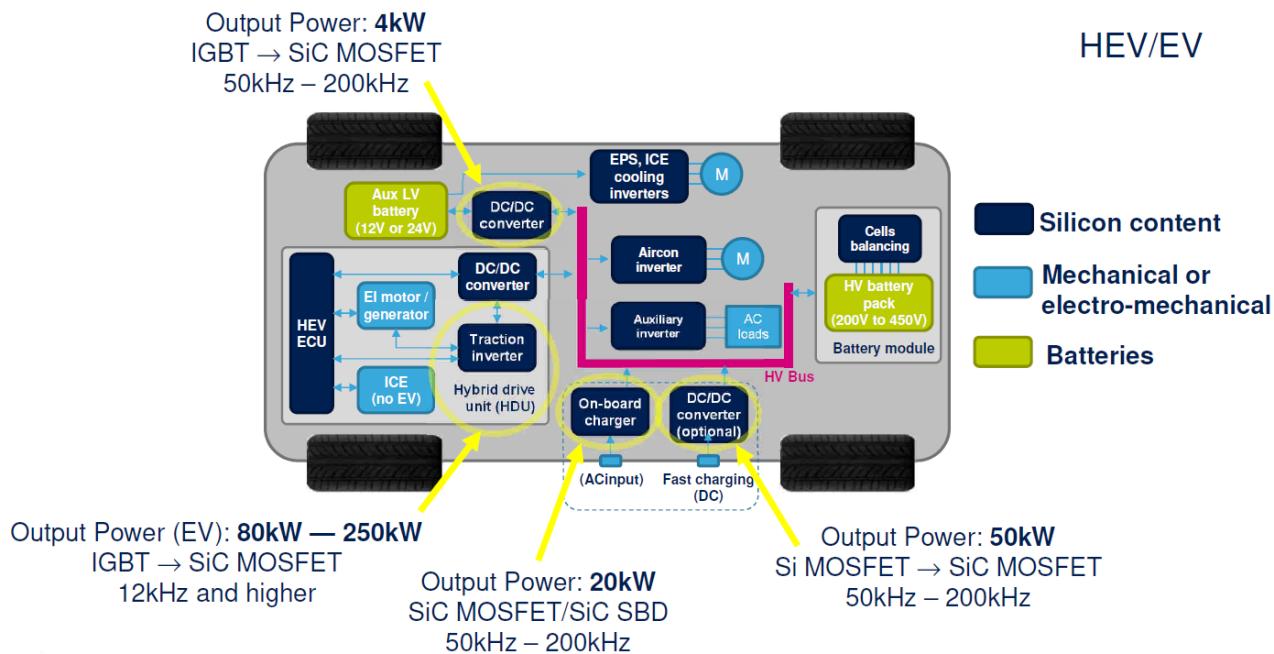 Output Power: 4kW
IGBT → SiC MOSFET
50kHz – 200kHz
HEV/EV
Aux LV
battery
(12V or 24V)
DC/DC
converter
EPS, ICE
cooling
inverters
M
Aircon
inverter
M
Auxiliary
inverter
AC
loads
HV Bus
Cells
balancing
HV battery
pack
(200V to 450V)
Battery module
HEV
ECU
DC/DC
converter
EI motor /
generator
Traction
inverter
ICE
(no EV)
Hybrid drive
unit (HDU)
On-board
charger
DC/DC
converter
(optional)
(ACinput)
Fast charging
(DC)
Silicon content
Mechanical or
electro-mechanical
Batteries
Output Power (EV): 80kW — 250kW
IGBT → SiC MOSFET
12kHz and higher
Output Power: 20kW
SiC MOSFET/SiC SBD
50kHz – 200kHz
Output Power: 50kW
Si MOSFET → SiC MOSFET
50kHz – 200kHz